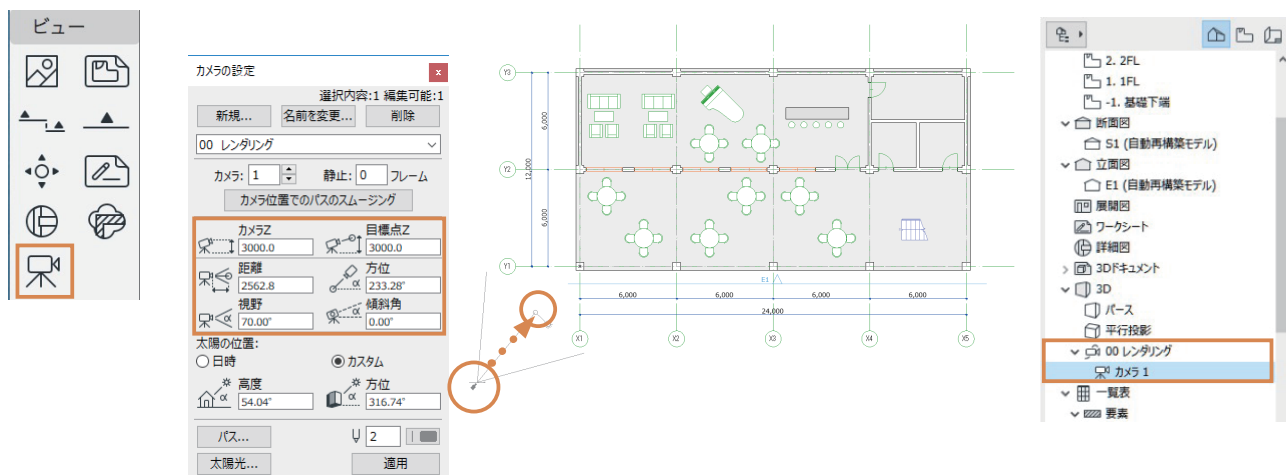 ビュー
カメラの設定
x
選択内容:1 編集可能:1
新規...
名前を変更...
削除
00 レンダリング
カメラ: 1
静止: 0 フレーム
カメラ位置でのパスのスムージング
カメラZ
3000.0
目標点Z
3000.0
距離
2562.8
方位
233.28°
α
視野
70.00°
α
傾斜角
0.00°
α
太陽の位置:
日時
カスタム
高度
54.04°
α
方位
316.74°
α
パス...
2
太陽光...
適用
Y3
Y2
Y1
6,000
12,000
6,000
E1
6,000
6,000
6,000
6,000
24,000
X1
X2
X3
X4
X5
2. 2FL
1. 1FL
-1. 基礎下端
断面図
S1 (自動再構築モデル)
立面図
E1 (自動再構築モデル)
展開図
ワークシート
詳細図
3Dドキュメント
3D
パース
平行投影
00 レンダリング
カメラ 1
一覧表
要素